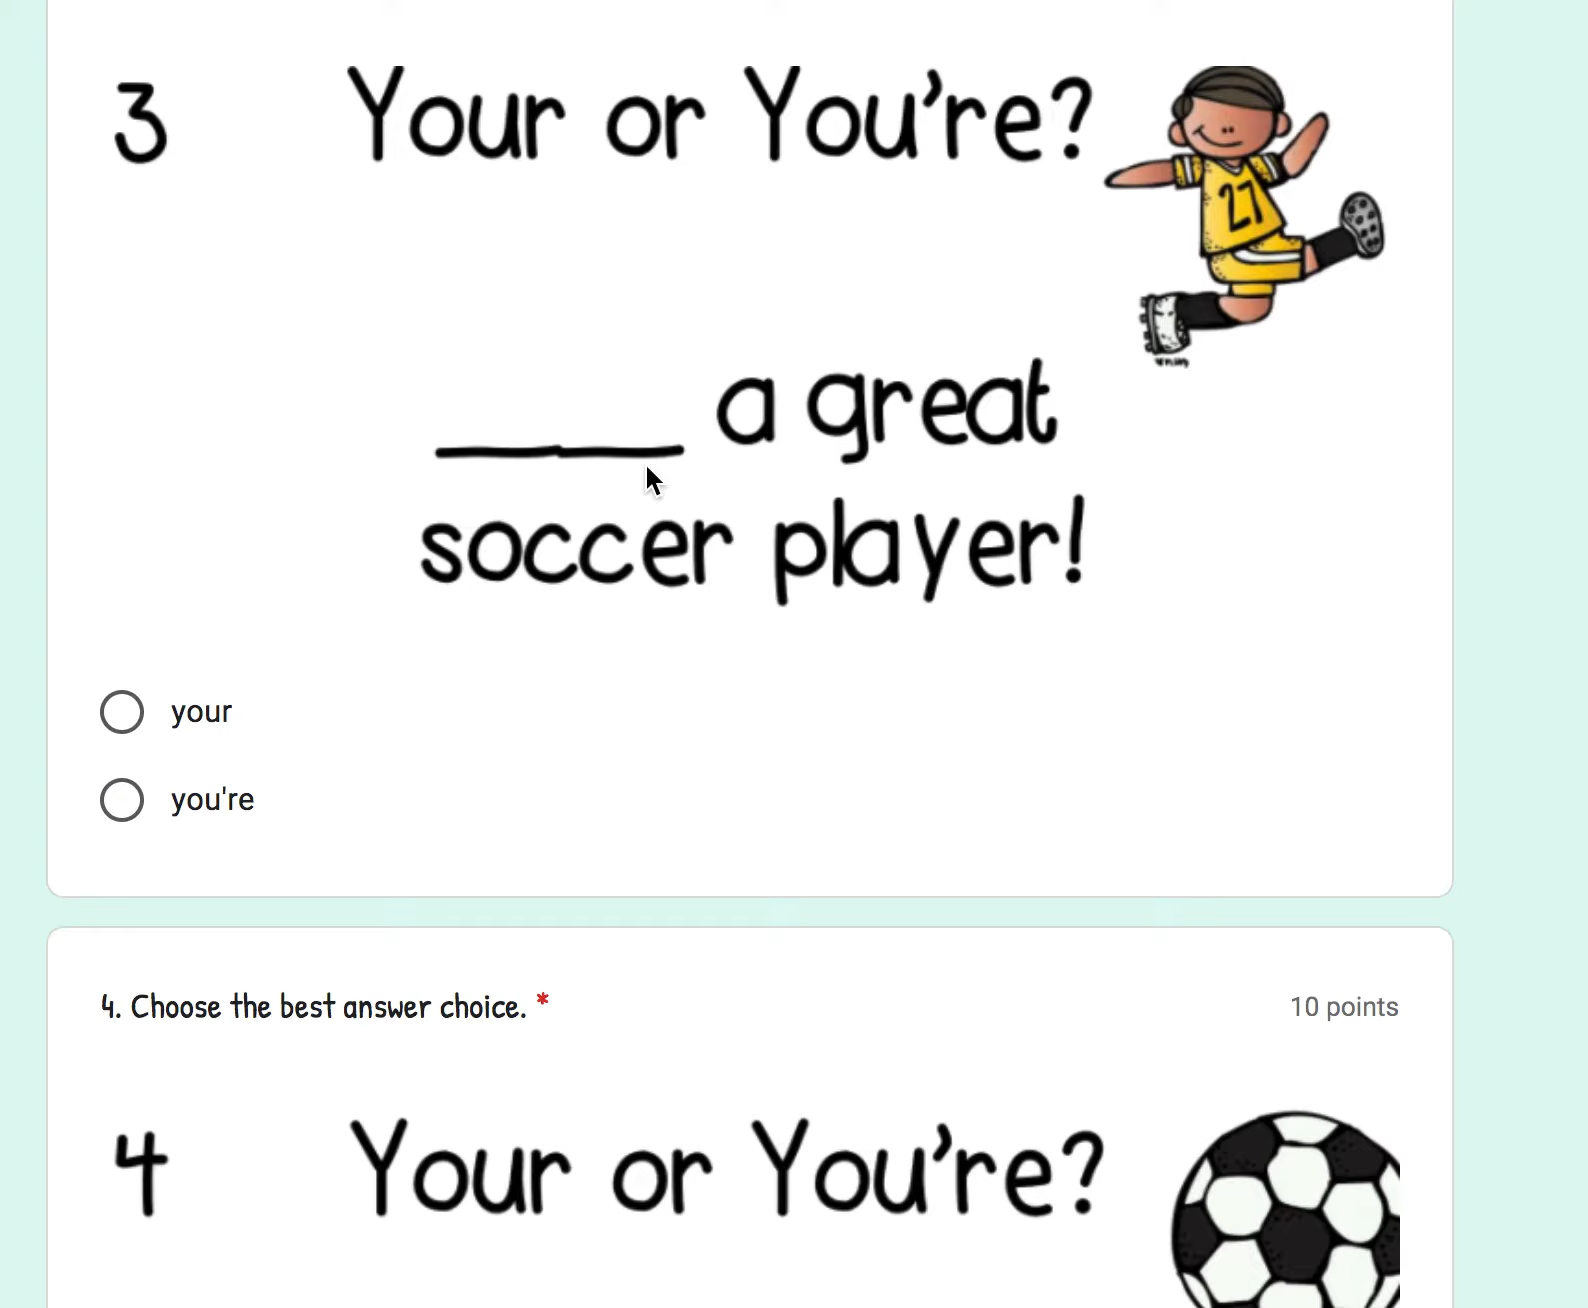 3 Your or You're?
27
____ a great
soccer player!
your
you're
4. Choose the best answer choice. *
10 points
4 Your or You're?